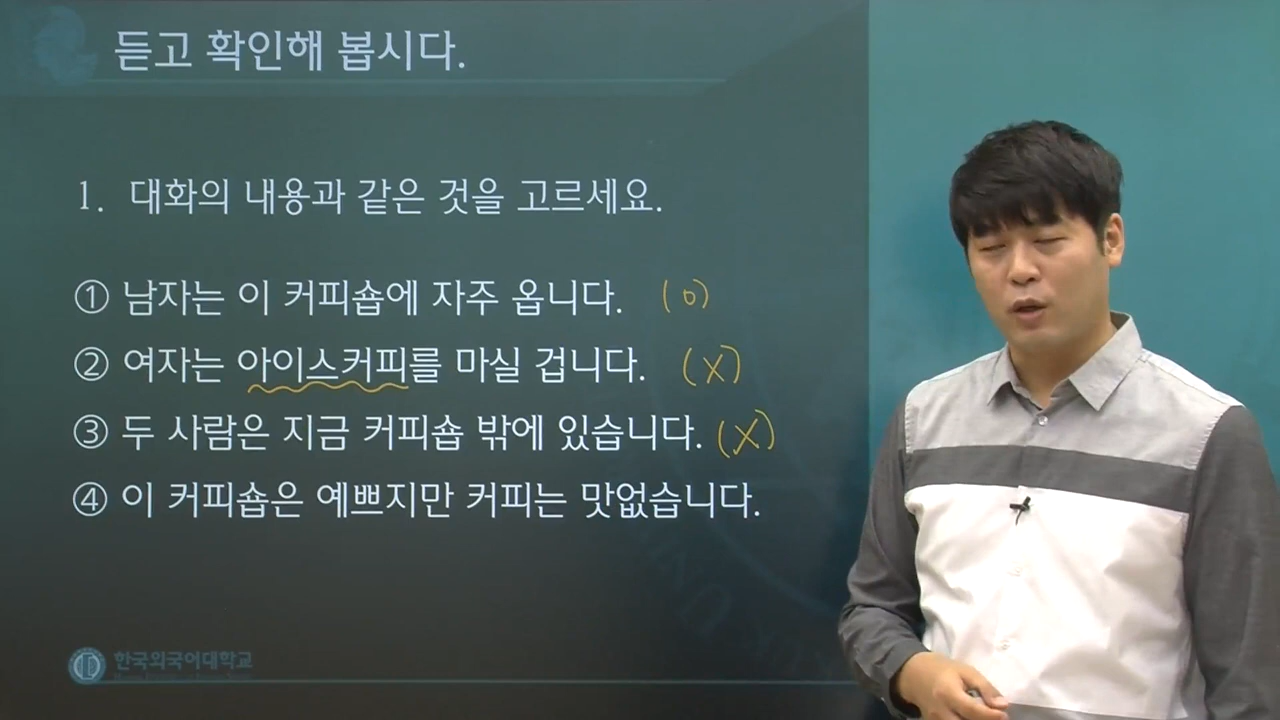 듣고 확인해 봅시다.
1. 대화의 내용과 같은 것을 고르세요.
① 남자는 이 커피숍에 자주 옵니다. (O)
② 여자는 아이스커피를 마실 겁니다. (X)
③ 두 사람은 지금 커피숍 밖에 있습니다. (X)
④ 이 커피숍은 예쁘지만 커피는 맛없습니다.
한국외국어대학교